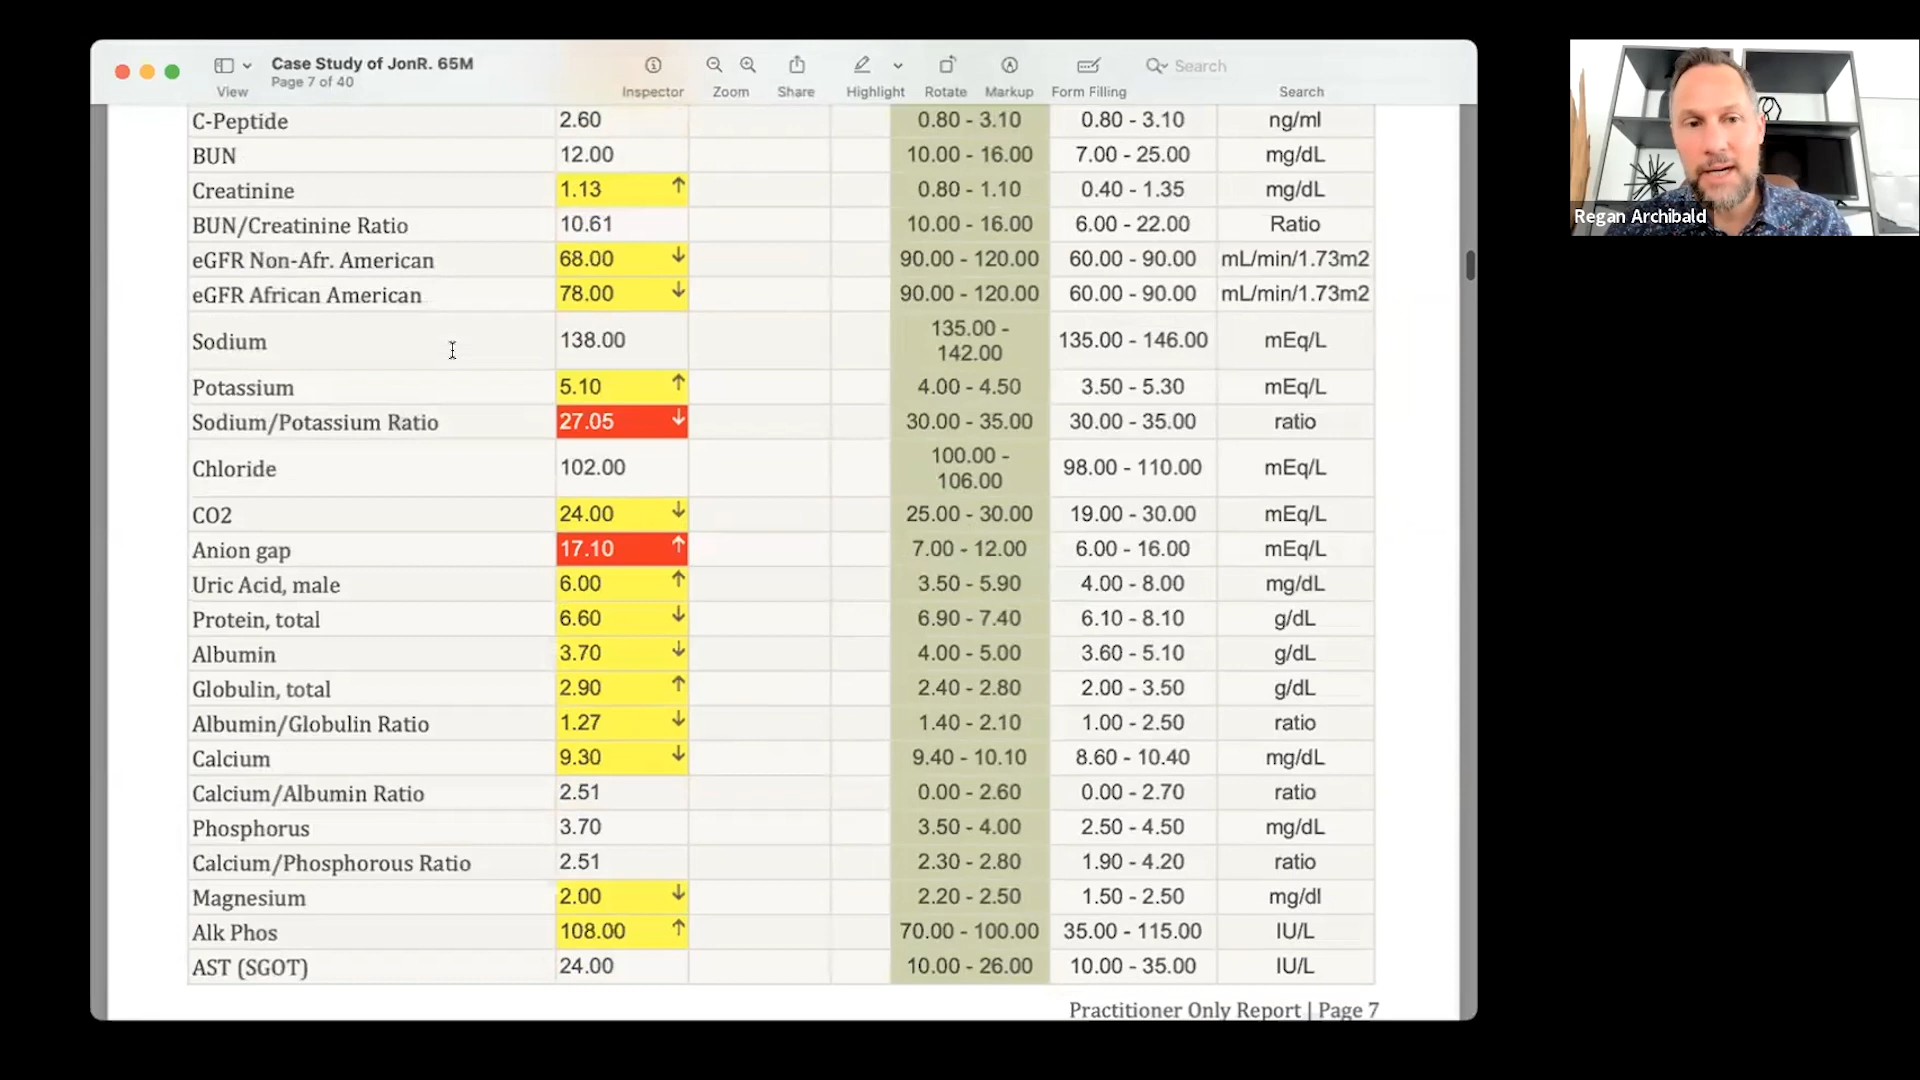 Case Study of JonR. 65M
Page 7 of 40
View
Inspector
Zoom
Share
Highlight
Rotate
Markup
Form Filling
Search
Search
C-Peptide 2.60 0.80 - 3.10 0.80 - 3.10 ng/ml
BUN 12.00 10.00 - 16.00 7.00 - 25.00 mg/dL
Creatinine 1.13 ↑ 0.80 - 1.10 0.40 - 1.35 mg/dL
BUN/Creatinine Ratio 10.61 10.00 - 16.00 6.00 - 22.00 Ratio
eGFR Non-Afr. American 68.00 ↓ 90.00 - 120.00 60.00 - 90.00 mL/min/1.73m2
eGFR African American 78.00 ↓ 90.00 - 120.00 60.00 - 90.00 mL/min/1.73m2
Sodium 138.00 135.00 - 142.00 135.00 - 146.00 mEq/L
Potassium 5.10 ↑ 4.00 - 4.50 3.50 - 5.30 mEq/L
Sodium/Potassium Ratio 27.05 ↓ 30.00 - 35.00 30.00 - 35.00 ratio
Chloride 102.00 100.00 - 106.00 98.00 - 110.00 mEq/L
CO2 24.00 ↓ 25.00 - 30.00 19.00 - 30.00 mEq/L
Anion gap 17.10 ↑ 7.00 - 12.00 6.00 - 16.00 mEq/L
Uric Acid, male 6.00 ↑ 3.50 - 5.90 4.00 - 8.00 mg/dL
Protein, total 6.60 ↓ 6.90 - 7.40 6.10 - 8.10 g/dL
Albumin 3.70 ↓ 4.00 - 5.00 3.60 - 5.10 g/dL
Globulin, total 2.90 ↑ 2.40 - 2.80 2.00 - 3.50 g/dL
Albumin/Globulin Ratio 1.27 ↓ 1.40 - 2.10 1.00 - 2.50 ratio
Calcium 9.30 ↓ 9.40 - 10.10 8.60 - 10.40 mg/dL
Calcium/Albumin Ratio 2.51 0.00 - 2.60 0.00 - 2.70 ratio
Phosphorus 3.70 3.50 - 4.00 2.50 - 4.50 mg/dL
Calcium/Phosphorous Ratio 2.51 2.30 - 2.80 1.90 - 4.20 ratio
Magnesium 2.00 ↓ 2.20 - 2.50 1.50 - 2.50 mg/dl
Alk Phos 108.00 ↑ 70.00 - 100.00 35.00 - 115.00 IU/L
AST (SGOT) 24.00 10.00 - 26.00 10.00 - 35.00 IU/L
Practitioner Only Report | Page 7
Regan Archibald